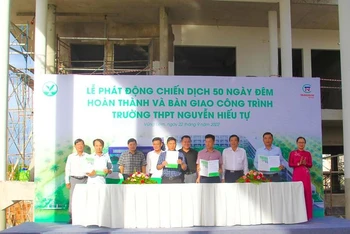 LỄ PHÁT ĐỘNG CHIẾN DỊCH 50 NGÀY ĐÊM
HOÀN THÀNH VÀ BÀN GIAO CÔNG TRÌNH
TRƯỜNG THPT NGUYỄN HIẾU TỰ